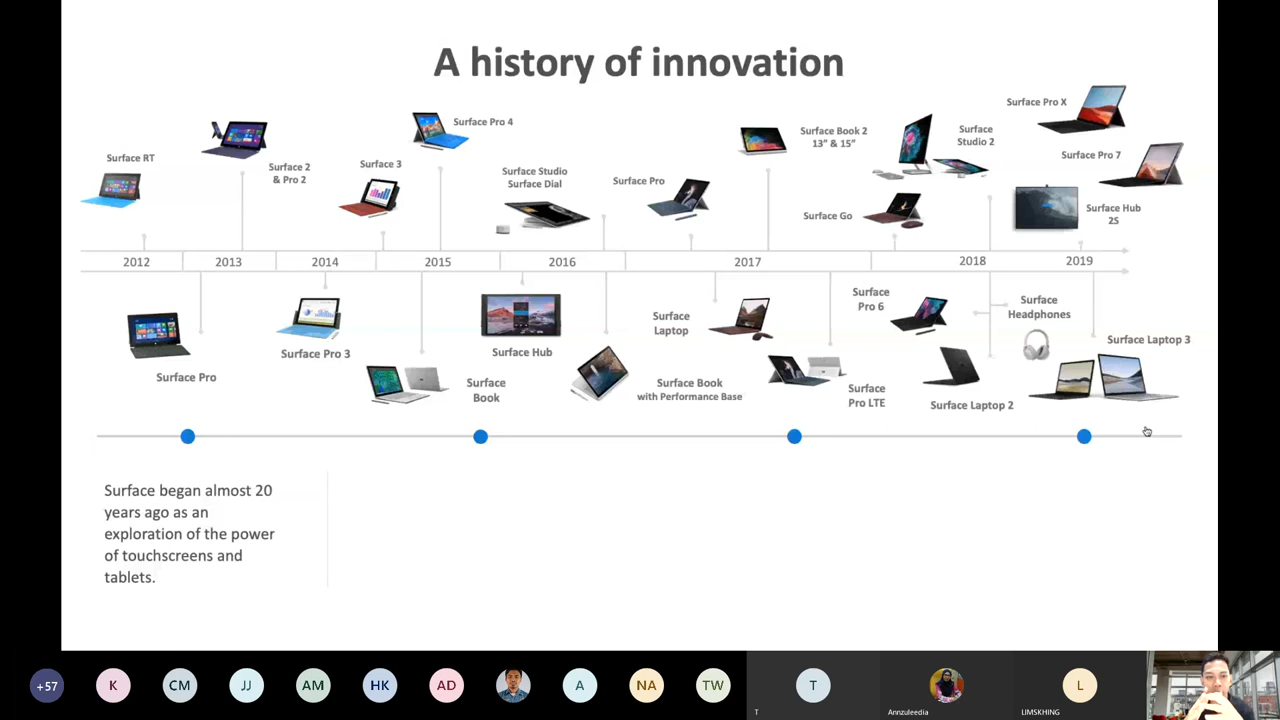 A history of innovation
Surface RT
Surface 2
& Pro 2
Surface 3
Surface Pro 4
Surface Studio
Surface Dial
Surface Pro
Surface Book 2
13” & 15”
Surface Go
Surface
Studio 2
Surface Pro X
Surface Pro 7
Surface Hub
2S
2012
2013
2014
2015
2016
2017
2018
2019
Surface Pro
Surface Pro 3
Surface
Book
Surface Hub
Surface Book
with Performance Base
Surface
Laptop
Surface
Pro LTE
Surface
Pro 6
Surface Laptop 2
Surface
Headphones
Surface Laptop 3
Surface began almost 20
years ago as an
exploration of the power
of touchscreens and
tablets.
+57
K
CM
JJ
AM
HK
AD
A
NA
TW
T
T
Annzuleedia
L
LIMSKHING